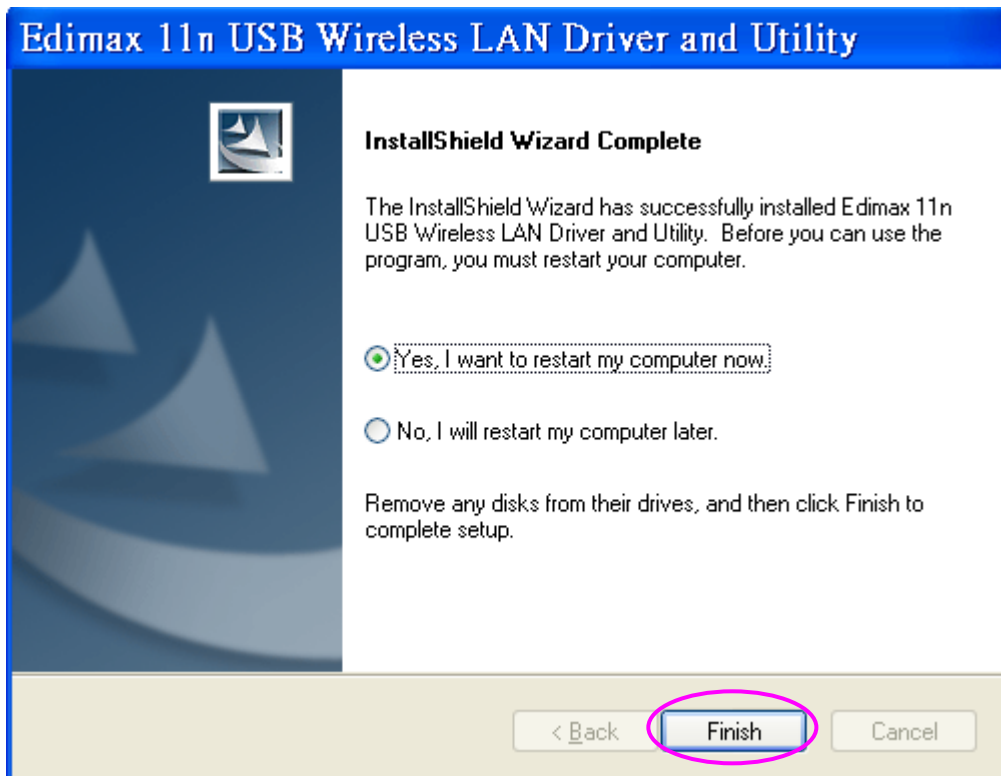 Edimax 11n USB Wireless LAN Driver and Utility
InstallShield Wizard Complete
The InstallShield Wizard has successfully installed Edimax 11n
USB Wireless LAN Driver and Utility.  Before you can use the
program, you must restart your computer.
Yes, I want to restart my computer now.
No, I will restart my computer later.
Remove any disks from their drives, and then click Finish to
complete setup.
< Back Finish Cancel